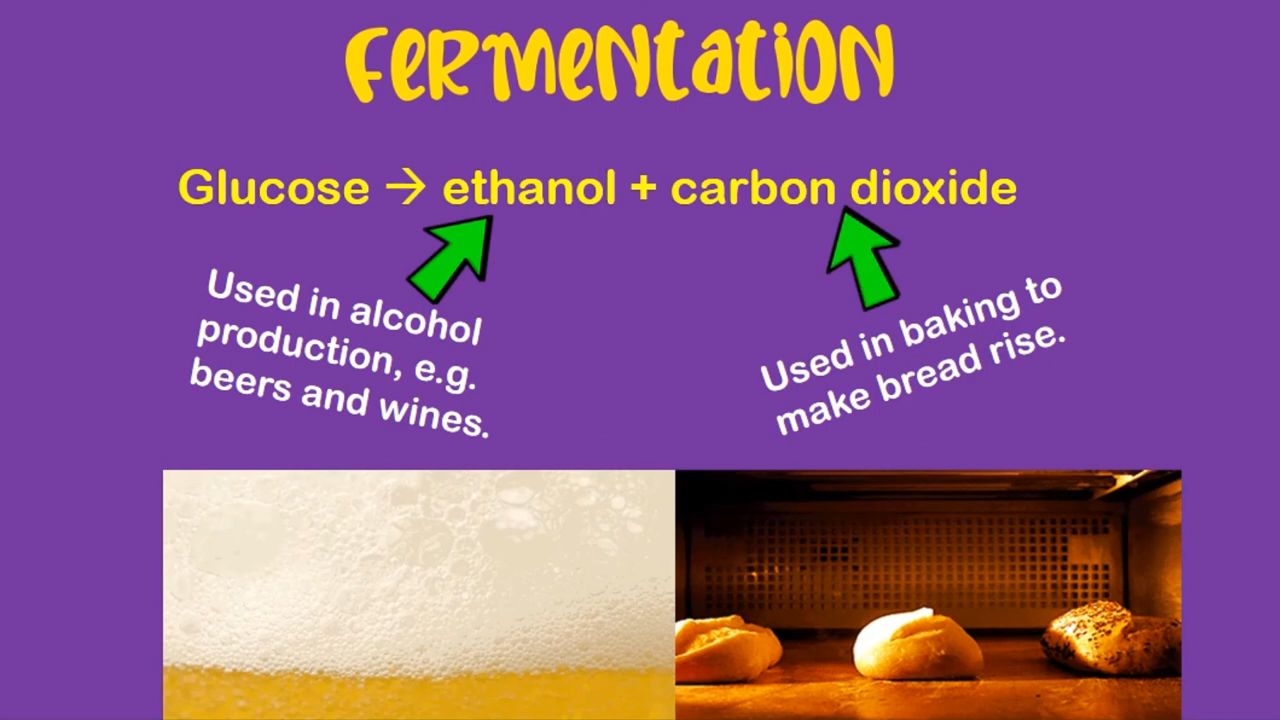 FeRmeNtatiON
Glucose → ethanol + carbon dioxide
Used in alcohol
production, e.g.
beers and wines.
Used in baking to
make bread rise.